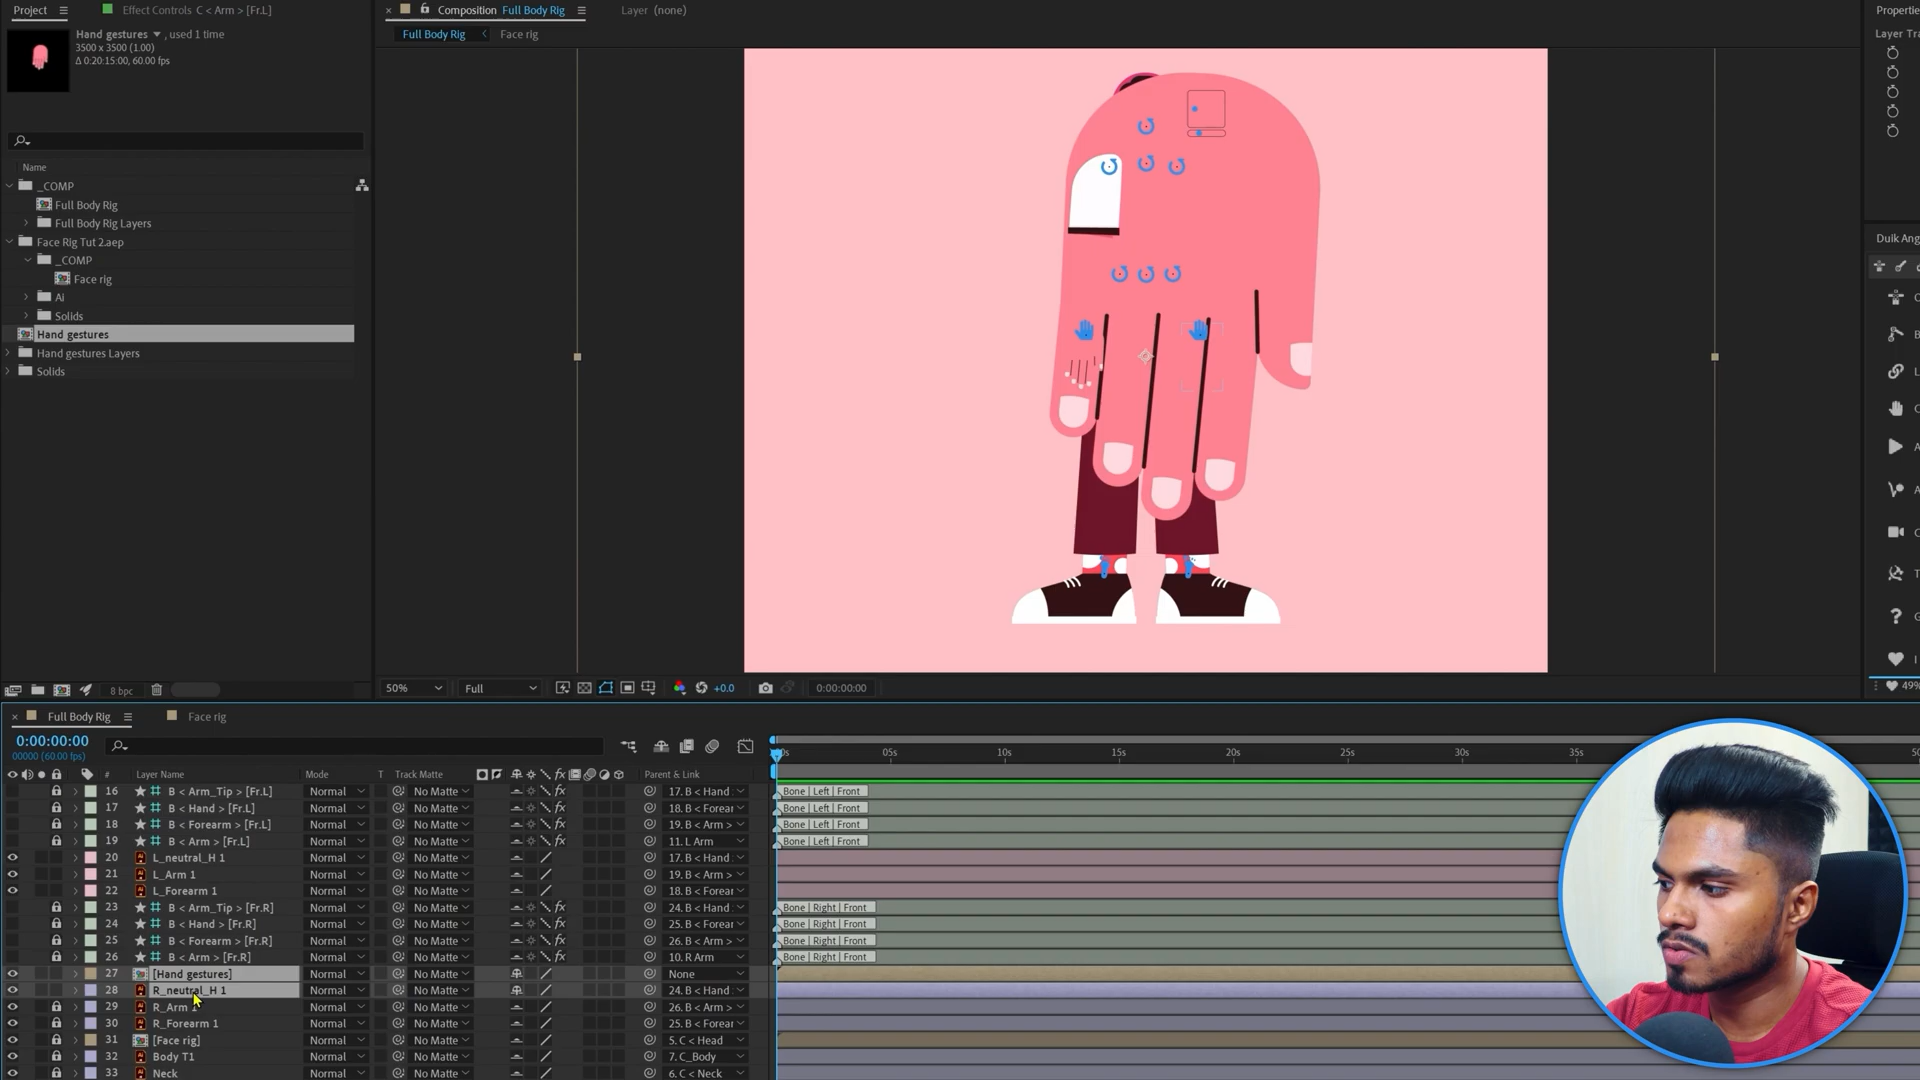 Project
Effect Controls C < Arm > [Fr.L]
Composition Full Body Rig
Layer (none)
Properti
Hand gestures , used 1 time
3500 x 3500 (1.00)
Δ 0:20:15:00, 60.00 fps
Full Body Rig
Face rig
Layer Tra
Name
_COMP
Full Body Rig
Full Body Rig Layers
Face Rig Tut 2.aep
_COMP
Face rig
Ai
Solids
Hand gestures
Hand gestures Layers
Solids
Duik Ang
8 bpc
50%
Full
+0.0
0:00:00:00
49%
Full Body Rig
Face rig
0:00:00:00
00000 (60.00 fps)
05s 10s 15s 20s 25s 30s 35s
# Layer Name Mode T Track Matte Parent & Link
16 B < Arm_Tip > [Fr.L] Normal No Matte 17. B < Hand Bone | Left | Front
17 B < Hand > [Fr.L] Normal No Matte 18. B < Forear Bone | Left | Front
18 B < Forearm > [Fr.L] Normal No Matte 19. B < Arm > Bone | Left | Front
19 B < Arm > [Fr.L] Normal No Matte 11. L Arm Bone | Left | Front
20 L_neutral_H 1 Normal No Matte 17. B < Hand
21 L_Arm 1 Normal No Matte 19. B < Arm >
22 L_Forearm 1 Normal No Matte 18. B < Forear
23 B < Arm_Tip > [Fr.R] Normal No Matte 24. B < Hand Bone | Right | Front
24 B < Hand > [Fr.R] Normal No Matte 25. B < Forear Bone | Right | Front
25 B < Forearm > [Fr.R] Normal No Matte 26. B < Arm > Bone | Right | Front
26 B < Arm > [Fr.R] Normal No Matte 10. R Arm Bone | Right | Front
27 [Hand gestures] Normal No Matte None
28 R_neutral_H 1 Normal No Matte 24. B < Hand
29 R_Arm 1 Normal No Matte 26. B < Arm >
30 R_Forearm 1 Normal No Matte 25. B < Forear
31 [Face rig] Normal No Matte 5. C < Head
32 Body T1 Normal No Matte 7. C_Body
33 Neck Normal No Matte 6. C < Neck